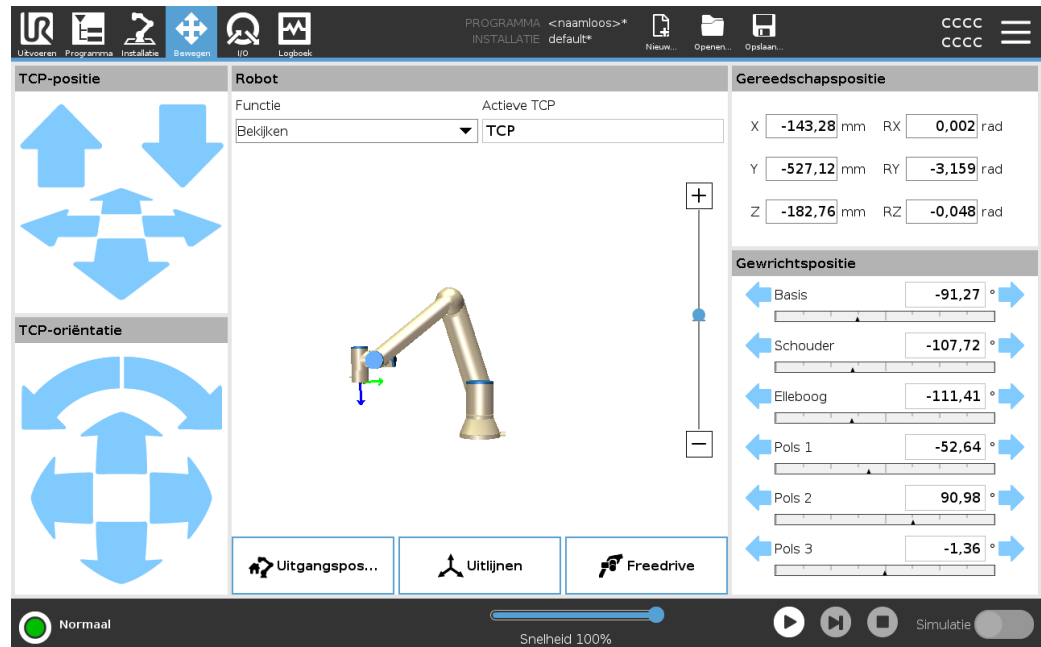 UR
PROGRAMMA <naamloos>*
INSTALLATIE default*
CCCC
CCCC
Uitvoeren Programma Installatie Bewegen I/O Logboek Nieuw... Openen... Opslaan...
TCP-positie
Robot
Functie Actieve TCP
Bekijken TCP
+
−
Uitgangspos... Uitlijnen Freedrive
TCP-oriëntatie
Gereedschapspositie
X -143,28 mm RX 0,002 rad
Y -527,12 mm RY -3,159 rad
Z -182,76 mm RZ -0,048 rad
Gewrichtspositie
Basis -91,27 °
Schouder -107,72 °
Elleboog -111,41 °
Pols 1 -52,64 °
Pols 2 90,98 °
Pols 3 -1,36 °
Normaal
Snelheid 100%
Simulatie